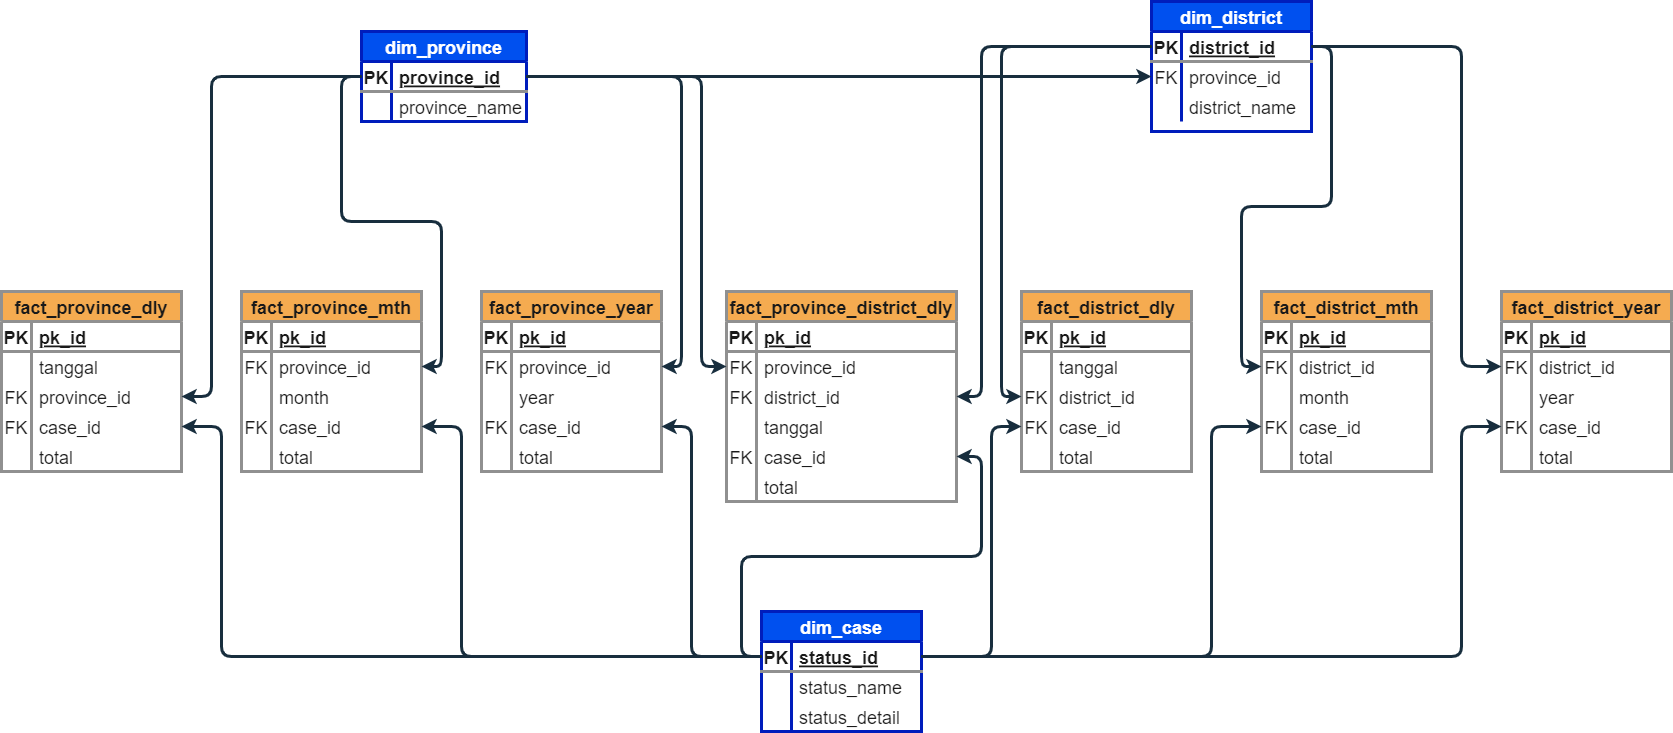 dim_district
PK district_id
FK province_id
district_name
dim_province
PK province_id
province_name
fact_province_dly
PK pk_id
tanggal
FK province_id
FK case_id
total
fact_province_mth
PK pk_id
FK province_id
month
FK case_id
total
fact_province_year
PK pk_id
FK province_id
year
FK case_id
total
fact_province_district_dly
PK pk_id
FK province_id
FK district_id
tanggal
FK case_id
total
fact_district_dly
PK pk_id
tanggal
FK district_id
FK case_id
total
fact_district_mth
PK pk_id
FK district_id
month
FK case_id
total
fact_district_year
PK pk_id
FK district_id
year
FK case_id
total
dim_case
PK status_id
status_name
status_detail